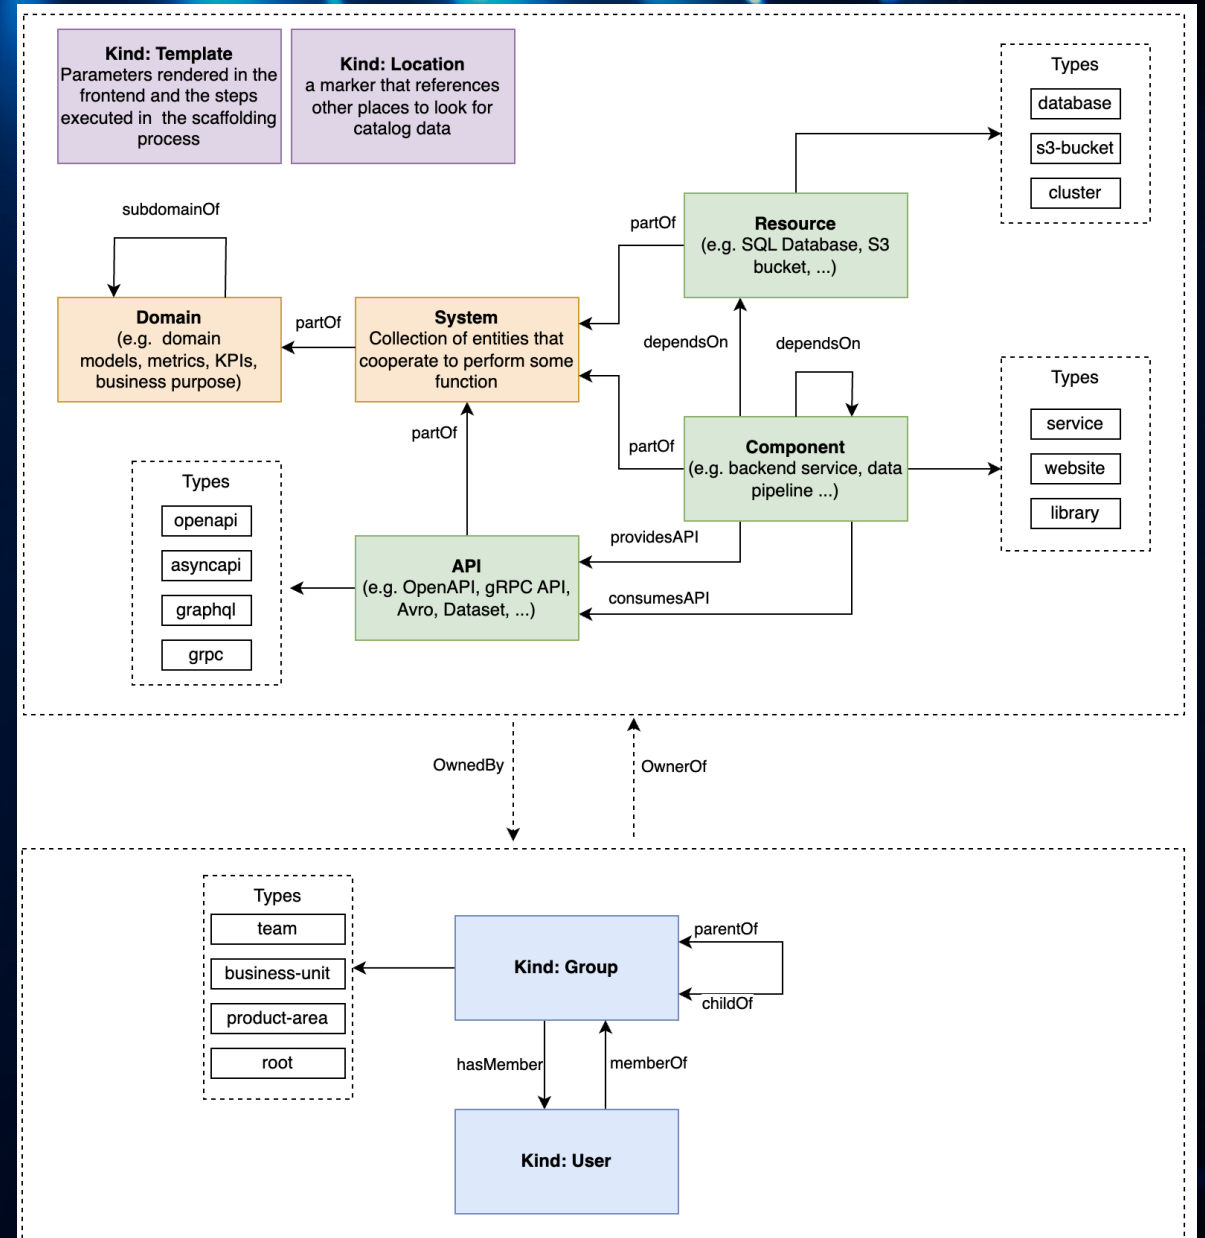 Kind: Template
Parameters rendered in the
frontend and the steps
executed in the scaffolding
process
Kind: Location
a marker that references
other places to look for
catalog data
Types
database
s3-bucket
cluster
subdomainOf
partOf
Resource
(e.g. SQL Database, S3
bucket, ...)
Domain
(e.g. domain
models, metrics, KPIs,
business purpose)
partOf
System
Collection of entities that
cooperate to perform some
function
dependsOn
dependsOn
Types
service
website
library
partOf
partOf
Component
(e.g. backend service, data
pipeline ...)
Types
openapi
asyncapi
graphql
grpc
providesAPI
consumesAPI
API
(e.g. OpenAPI, gRPC API,
Avro, Dataset, ...)
OwnedBy
OwnerOf
Types
team
business-unit
product-area
root
Kind: Group
parentOf
childOf
hasMember
memberOf
Kind: User